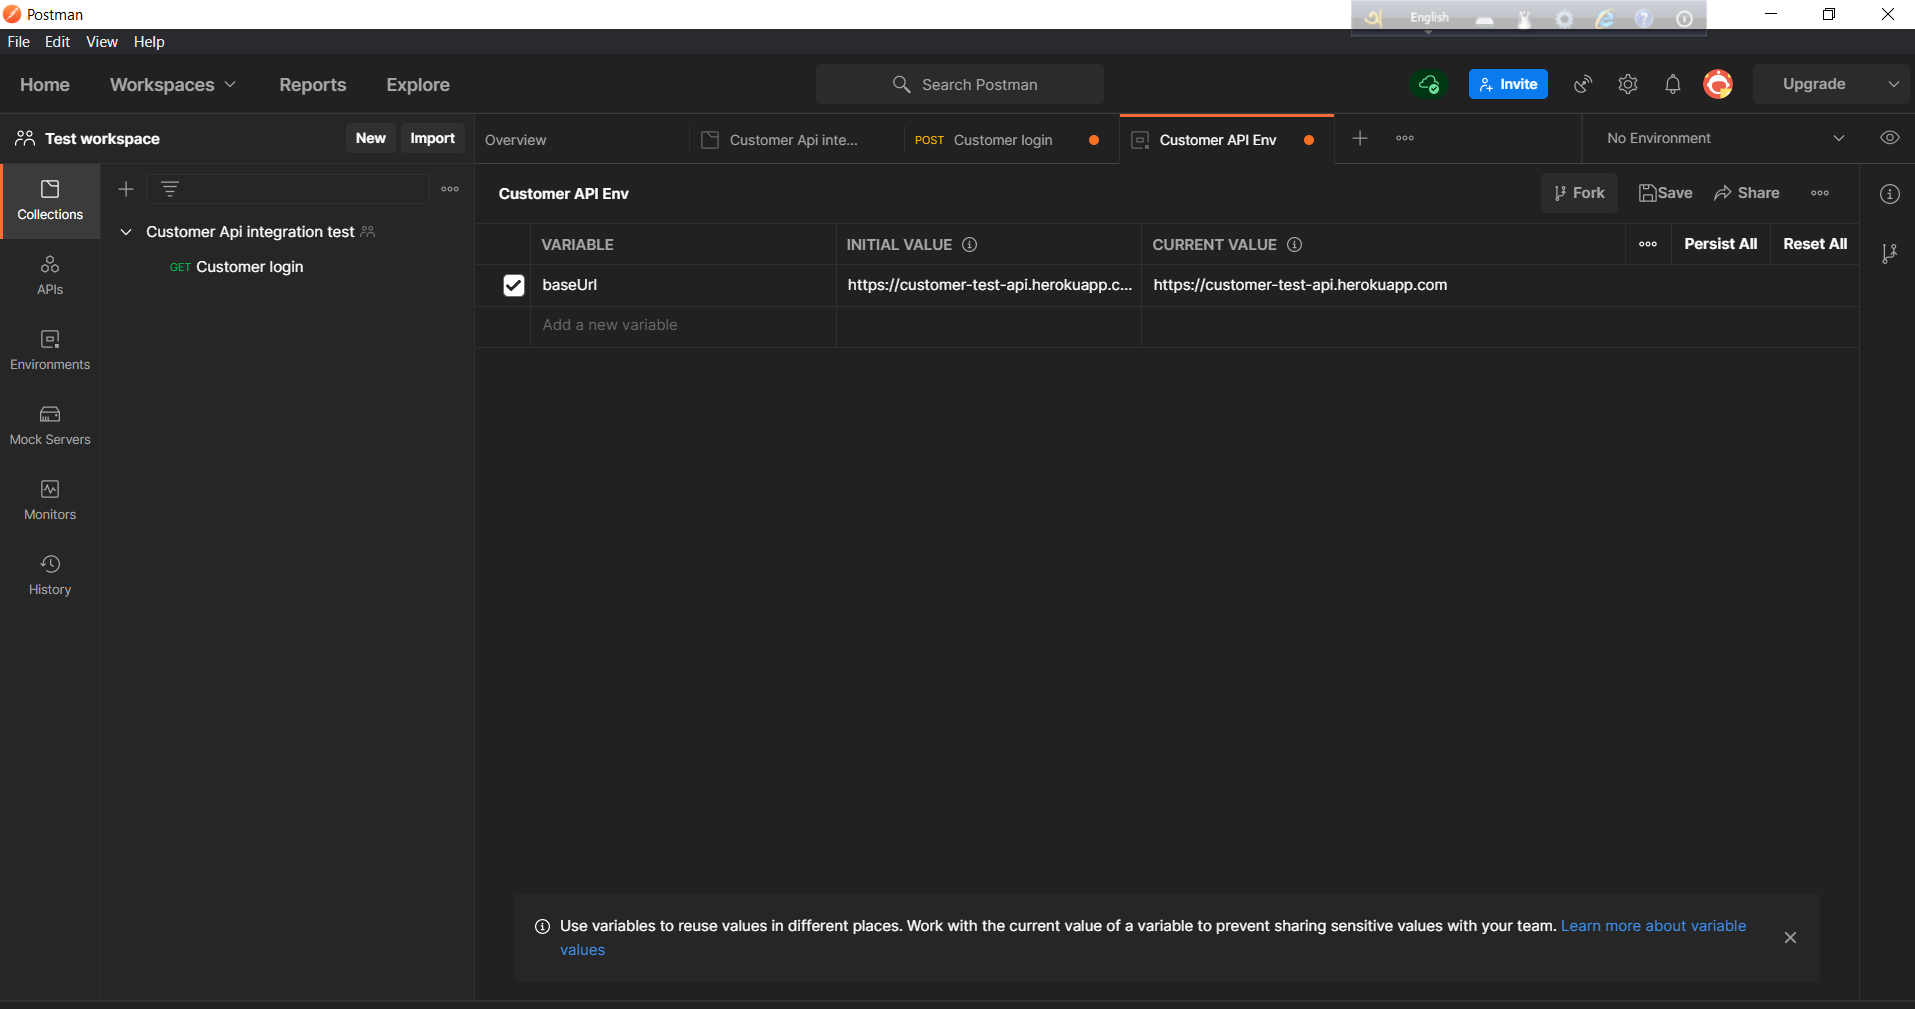 Postman
English
File Edit View Help
Home Workspaces Reports Explore
Search Postman
Invite
Upgrade
Test workspace
New Import
Overview
Customer Api inte...
POST Customer login
Customer API Env
No Environment
Collections
APIs
Environments
Mock Servers
Monitors
History
Customer Api integration test
GET Customer login
Customer API Env
Fork Save Share
VARIABLE INITIAL VALUE CURRENT VALUE Persist All Reset All
baseUrl https://customer-test-api.herokuapp.c... https://customer-test-api.herokuapp.com
Add a new variable
Use variables to reuse values in different places. Work with the current value of a variable to prevent sharing sensitive values with your team. Learn more about variable
values